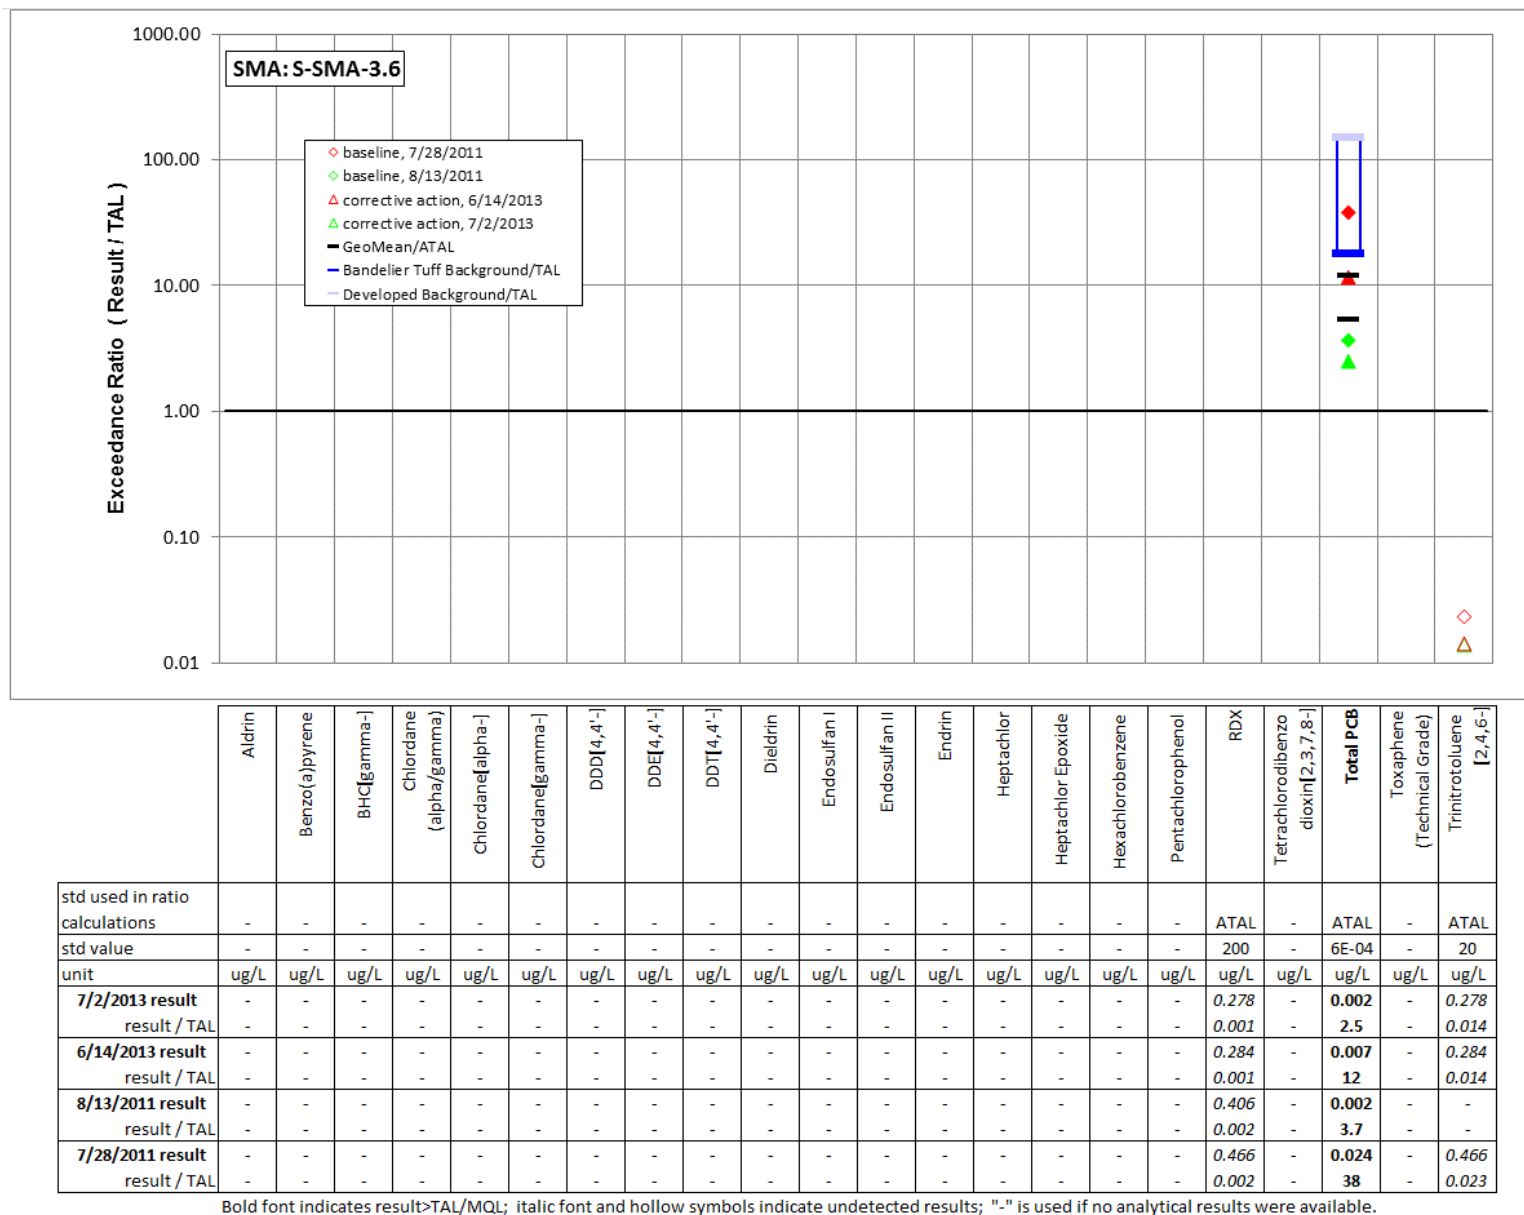 1000.00
SMA: S-SMA-3.6
baseline, 7/28/2011
100.00
baseline, 8/13/2011
corrective action, 6/14/2013
corrective action, 7/2/2013
GeoMean/ATAL
Bandelier Tuff Background/TAL
Developed Background/TAL
10.00
1.00
0.10
0.01
Exceedance Ratio ( Result / TAL )
Aldrin
Benzo(a)pyrene
BHC[gamma-]
Chlordane
(alpha/gamma)
Chlordane[alpha-]
Chlordane[gamma-]
DDD[4,4'-]
DDE[4,4'-]
DDT[4,4'-]
Dieldrin
Endosulfan I
Endosulfan II
Endrin
Heptachlor
Heptachlor Epoxide
Hexachlorobenzene
Pentachlorophenol
RDX
Tetrachlorodibenzo
dioxin[2,3,7,8-]
Total PCB
Toxaphene
(Technical Grade)
Trinitrotoluene
[2,4,6-]
std used in ratio
calculations - - - - - - - - - - - - - - - - - ATAL - ATAL - ATAL
std value - - - - - - - - - - - - - - - - - 200 - 6E-04 - 20
unit ug/L ug/L ug/L ug/L ug/L ug/L ug/L ug/L ug/L ug/L ug/L ug/L ug/L ug/L ug/L ug/L ug/L ug/L ug/L ug/L ug/L ug/L
7/2/2013 result - - - - - - - - - - - - - - - - - 0.278 - 0.002 - 0.278
result / TAL - - - - - - - - - - - - - - - - - 0.001 - 2.5 - 0.014
6/14/2013 result - - - - - - - - - - - - - - - - - 0.284 - 0.007 - 0.284
result / TAL - - - - - - - - - - - - - - - - - 0.001 - 12 - 0.014
8/13/2011 result - - - - - - - - - - - - - - - - - 0.406 - 0.002 - -
result / TAL - - - - - - - - - - - - - - - - - 0.002 - 3.7 - -
7/28/2011 result - - - - - - - - - - - - - - - - - 0.466 - 0.024 - 0.466
result / TAL - - - - - - - - - - - - - - - - - 0.002 - 38 - 0.023
Bold font indicates result>TAL/MQL; italic font and hollow symbols indicate undetected results; "-" is used if no analytical results were available.